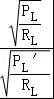 √(P_L / R_L)
√(P_L ′ / R_L)